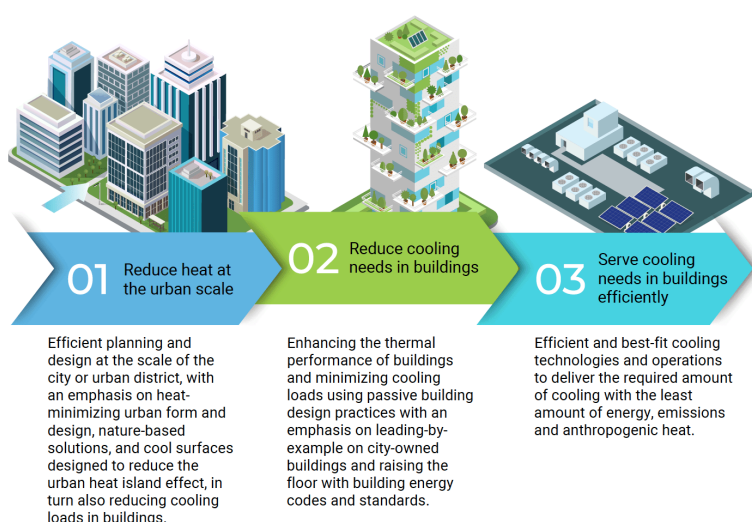 01
Reduce heat at
the urban scale
Efficient planning and
design at the scale of the
city or urban district, with
an emphasis on heat-
minimizing urban form and
design, nature-based
solutions, and cool surfaces
designed to reduce the
urban heat island effect, in
turn also reducing cooling
loads in buildings.
02
Reduce cooling
needs in buildings
Enhancing the thermal
performance of buildings
and minimizing cooling
loads using passive building
design practices with an
emphasis on leading-by-
example on city-owned
buildings and raising the
floor with building energy
codes and standards.
03
Serve cooling
needs in buildings
efficiently
Efficient and best-fit cooling
technologies and operations
to deliver the required amount
of cooling with the least
amount of energy, emissions
and anthropogenic heat.